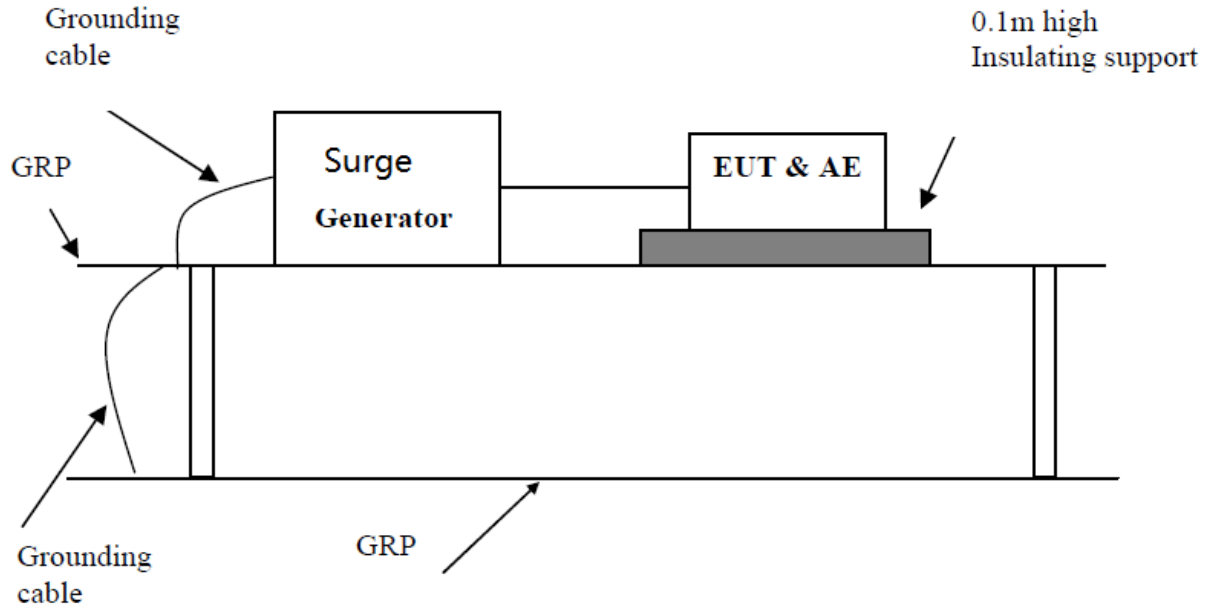 Grounding
cable
0.1m high
Insulating support
GRP
Surge
Generator
EUT & AE
Grounding
cable
GRP